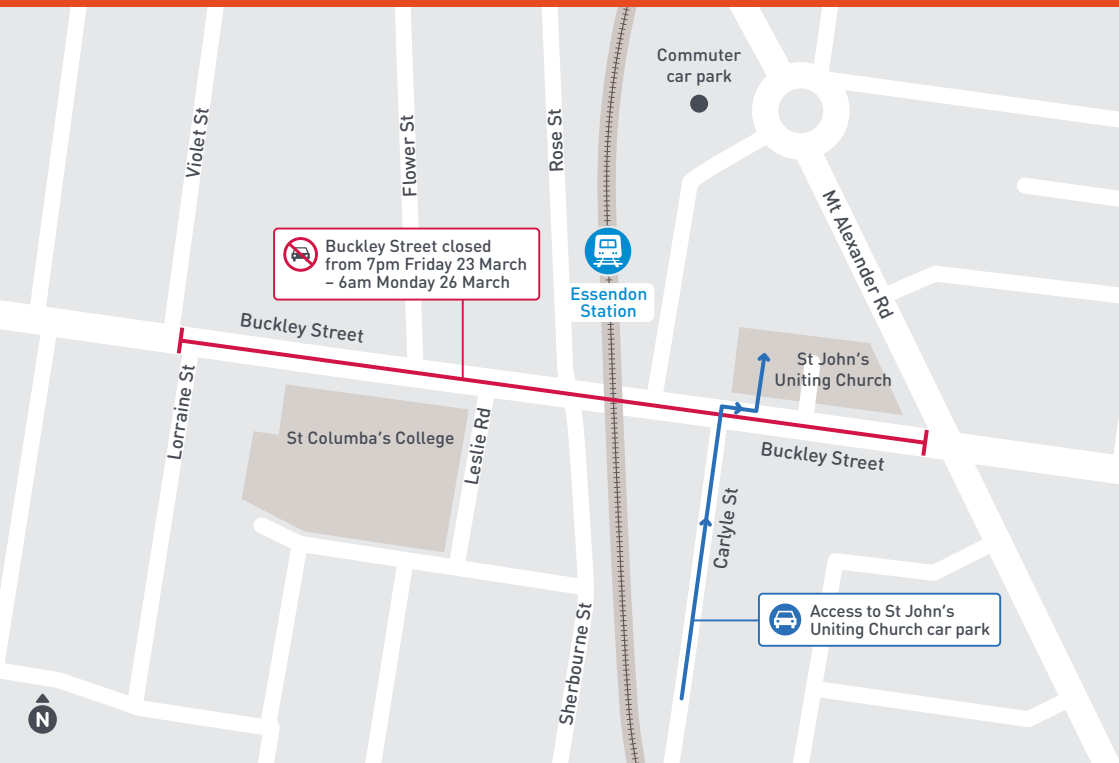 Commuter
car park
Violet St
Flower St
Rose St
Mt Alexander Rd
Buckley Street closed
from 7pm Friday 23 March
– 6am Monday 26 March
Essendon
Station
Buckley Street
St John’s
Uniting Church
Lorraine St
St Columba’s College
Leslie Rd
Buckley Street
Carlyle St
Access to St John’s
Uniting Church car park
Sherbourne St
N